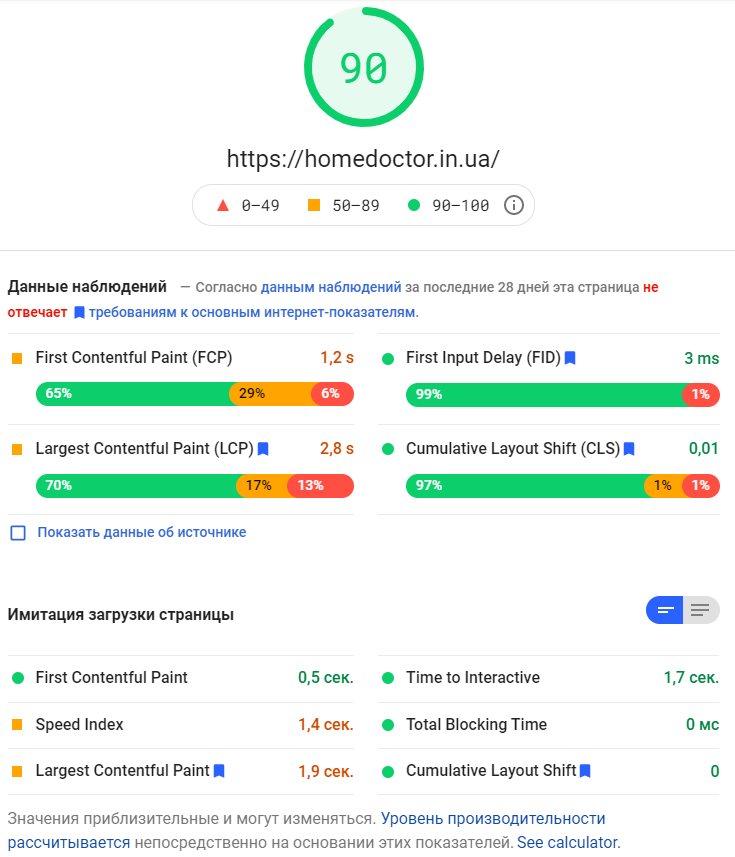 90
https://homedoctor.in.ua/
0–49 50–89 90–100
Данные наблюдений — Согласно данным наблюдений за последние 28 дней эта страница не
отвечает требованиям к основным интернет-показателям.
First Contentful Paint (FCP) 1,2 s
65% 29% 6%
First Input Delay (FID) 3 ms
99% 1%
Largest Contentful Paint (LCP) 2,8 s
70% 17% 13%
Cumulative Layout Shift (CLS) 0,01
97% 1% 1%
Показать данные об источнике
Имитация загрузки страницы
First Contentful Paint 0,5 сек.
Time to Interactive 1,7 сек.
Speed Index 1,4 сек.
Total Blocking Time 0 мс
Largest Contentful Paint 1,9 сек.
Cumulative Layout Shift 0
Значения приблизительные и могут изменяться. Уровень производительности
рассчитывается непосредственно на основании этих показателей. See calculator.